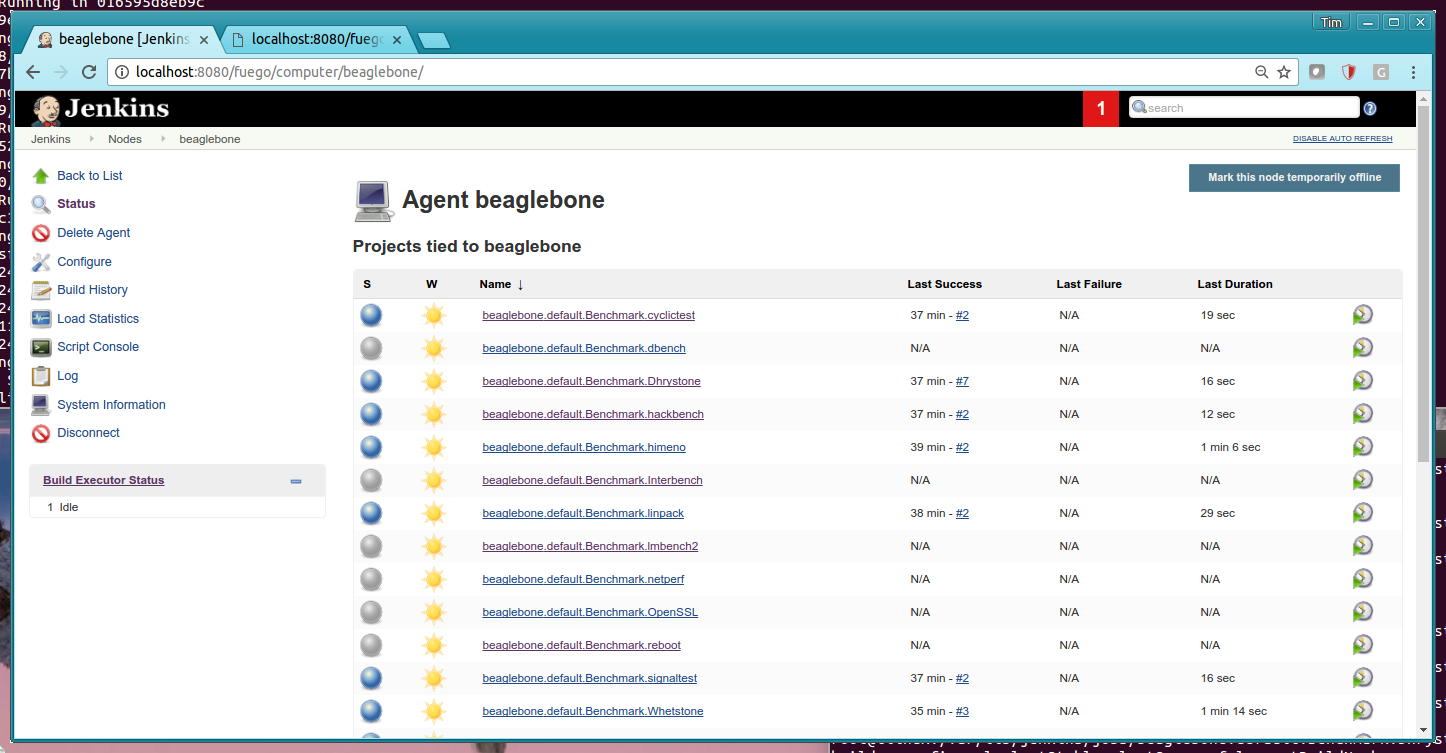 Running in 016595d8eb9c
Tim
beaglebone [Jenkins
localhost:8080/fuego
localhost:8080/fuego/computer/beaglebone/
Jenkins
1
search
Jenkins
Nodes
beaglebone
DISABLE AUTO REFRESH
Back to List
Status
Delete Agent
Configure
Build History
Load Statistics
Script Console
Log
System Information
Disconnect
Build Executor Status
1 Idle
Mark this node temporarily offline
Agent beaglebone
Projects tied to beaglebone
S W Name ↓ Last Success Last Failure Last Duration
beaglebone.default.Benchmark.cyclictest 37 min - #2 N/A 19 sec
beaglebone.default.Benchmark.dbench N/A N/A N/A
beaglebone.default.Benchmark.Dhrystone 37 min - #7 N/A 16 sec
beaglebone.default.Benchmark.hackbench 37 min - #2 N/A 12 sec
beaglebone.default.Benchmark.himeno 39 min - #2 N/A 1 min 6 sec
beaglebone.default.Benchmark.Interbench N/A N/A N/A
beaglebone.default.Benchmark.linpack 38 min - #2 N/A 29 sec
beaglebone.default.Benchmark.lmbench2 N/A N/A N/A
beaglebone.default.Benchmark.netperf N/A N/A N/A
beaglebone.default.Benchmark.OpenSSL N/A N/A N/A
beaglebone.default.Benchmark.reboot N/A N/A N/A
beaglebone.default.Benchmark.signaltest 37 min - #2 N/A 16 sec
beaglebone.default.Benchmark.Whetstone 35 min - #3 N/A 1 min 14 sec